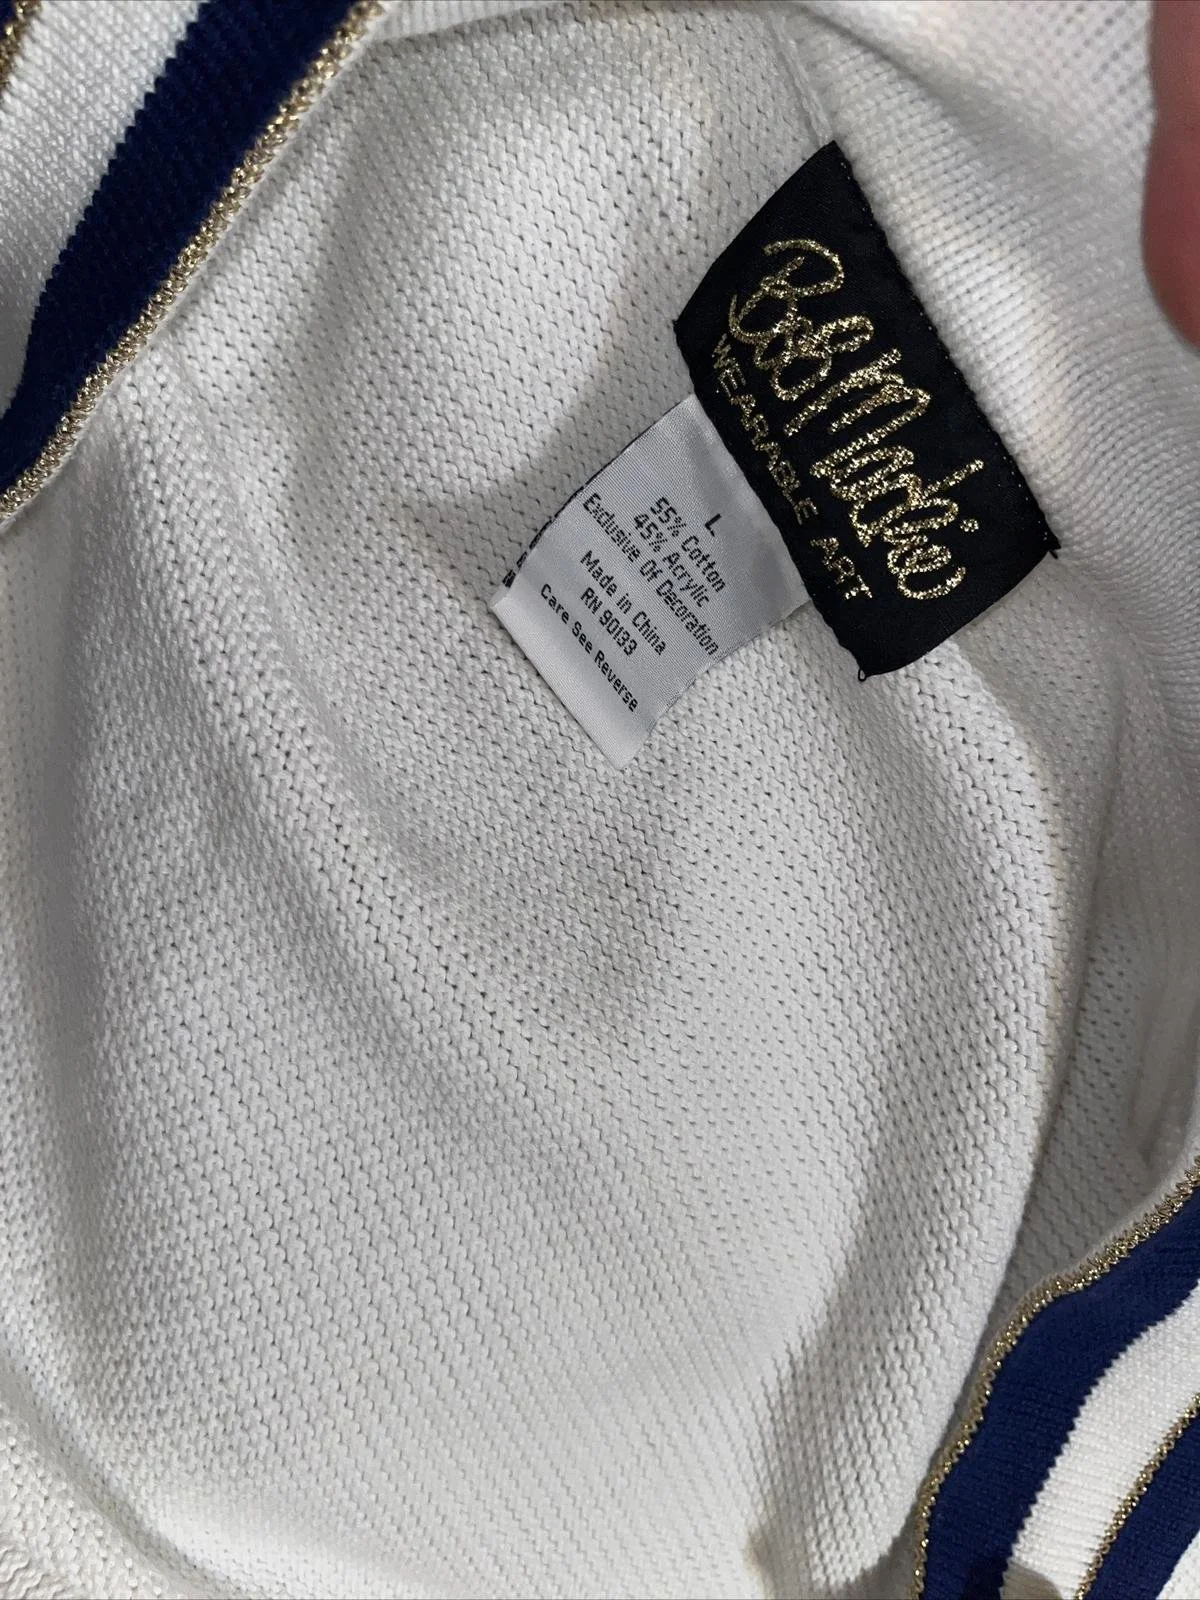 Bob Mackie
WEARABLE ART
L
55% Cotton
45% Acrylic
Exclusive Of Decoration
Made in China
RN 90133
Care See Reverse